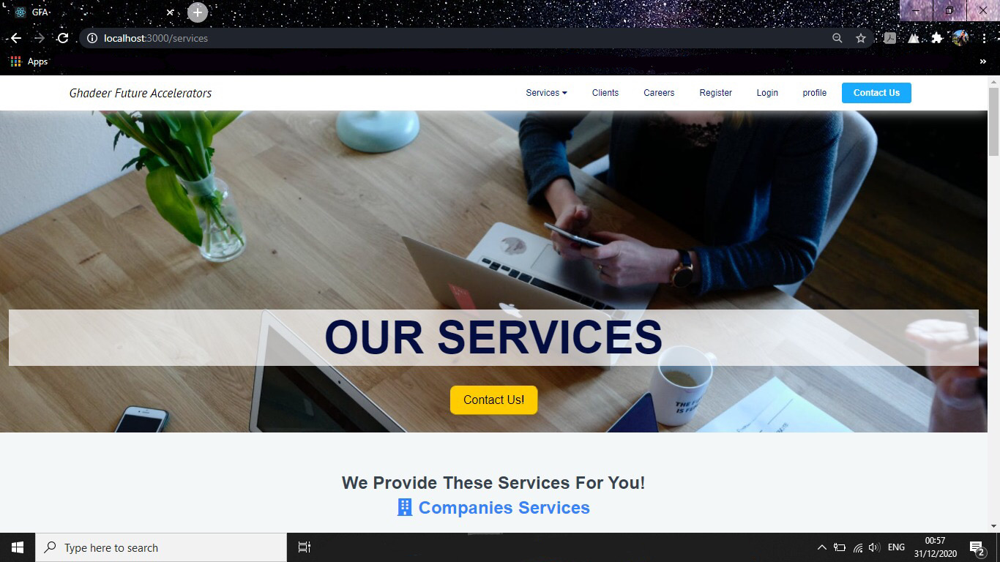 GFA
localhost:3000/services
Apps
»
Ghadeer Future Accelerators
Services Clients Careers Register Login profile Contact Us
OUR SERVICES
Contact Us!
We Provide These Services For You!
Companies Services
Type here to search
ENG
00:57
31/12/2020
2